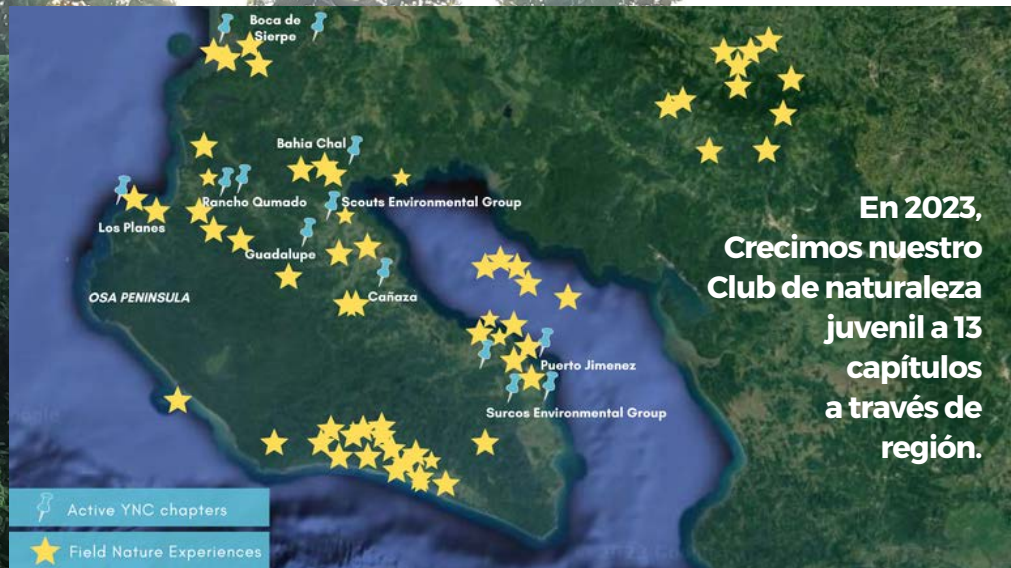 Boca de
Sierpe
Bahia Chal
Rancho Qumado
Scouts Environmental Group
Los Planes
Guadalupe
OSA PENINSULA
Cañaza
Puerto Jimenez
Surcos Environmental Group
En 2023,
Crecimos nuestro
Club de naturaleza
juvenil a 13
capítulos
a través de
región.
Active YNC chapters
Field Nature Experiences